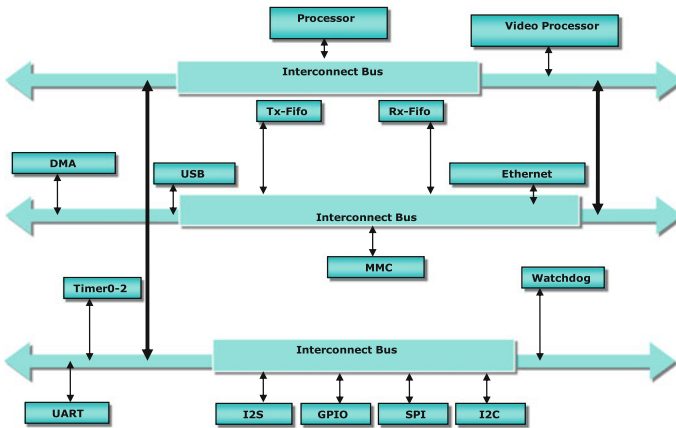 Processor
Video Processor
Interconnect Bus
Tx-Fifo
Rx-Fifo
DMA
USB
Ethernet
Interconnect Bus
MMC
Timer0-2
Watchdog
Interconnect Bus
UART
I2S
GPIO
SPI
I2C